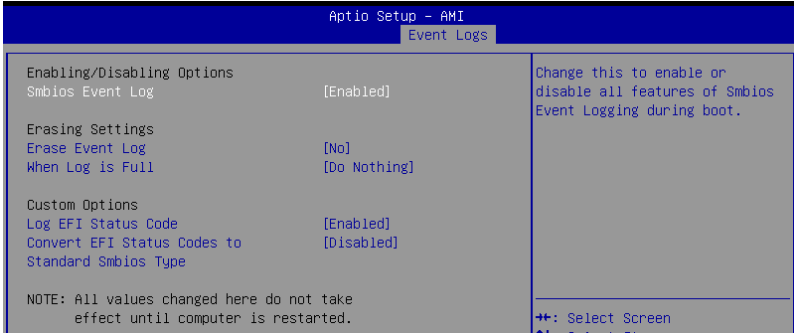 Aptio Setup – AMI
Event Logs
Enabling/Disabling Options
Smbios Event Log [Enabled]
Erasing Settings
Erase Event Log [No]
When Log is Full [Do Nothing]
Custom Options
Log EFI Status Code [Enabled]
Convert EFI Status Codes to [Disabled]
Standard Smbios Type
NOTE: All values changed here do not take
effect until computer is restarted.
Change this to enable or
disable all features of Smbios
Event Logging during boot.
→←: Select Screen